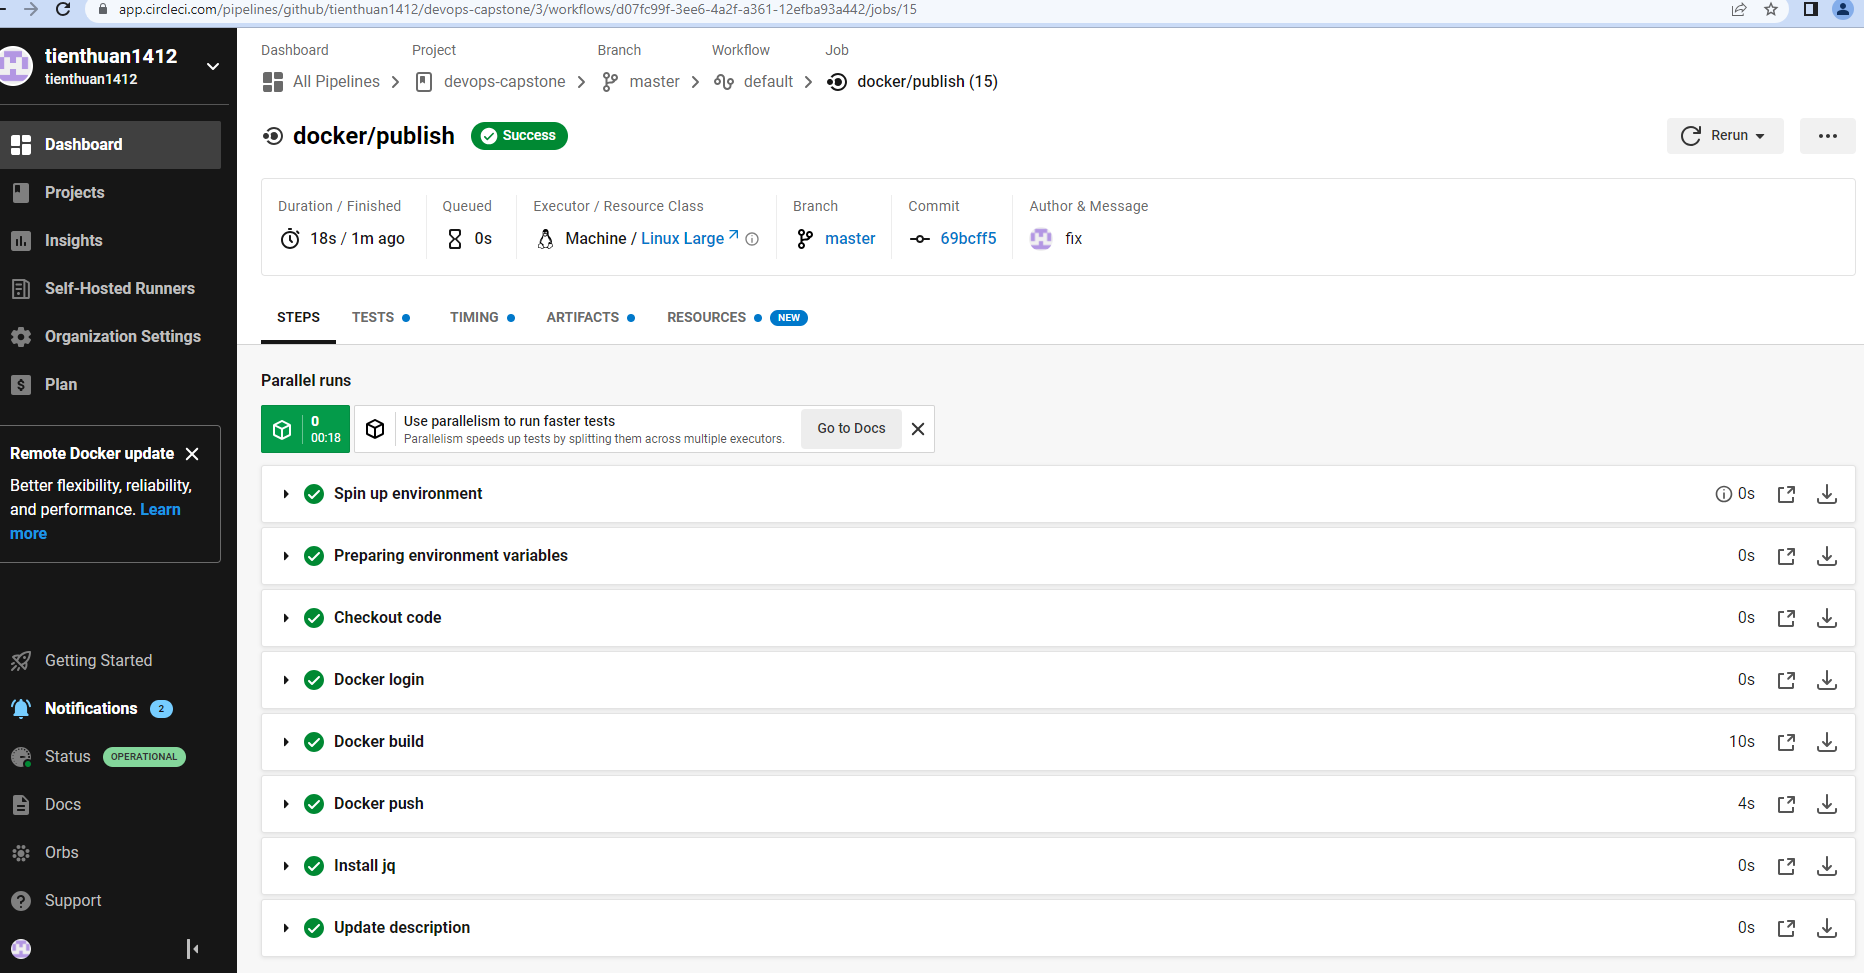 app.circleci.com/pipelines/github/tienthuan1412/devops-capstone/3/workflows/d07fc99f-3ee6-4a2f-a361-12efba93a442/jobs/15
tienthuan1412
tienthuan1412
Dashboard
Projects
Insights
Self-Hosted Runners
Organization Settings
Plan
Remote Docker update
Better flexibility, reliability,
and performance. Learn
more
Getting Started
Notifications 2
Status OPERATIONAL
Docs
Orbs
Support
Dashboard Project Branch Workflow Job
All Pipelines devops-capstone master default docker/publish (15)
docker/publish Success
Rerun
Duration / Finished Queued Executor / Resource Class Branch Commit Author & Message
18s / 1m ago 0s Machine / Linux Large master 69bcff5 fix
STEPS TESTS TIMING ARTIFACTS RESOURCES NEW
Parallel runs
0
00:18
Use parallelism to run faster tests
Parallelism speeds up tests by splitting them across multiple executors.
Go to Docs
Spin up environment 0s
Preparing environment variables 0s
Checkout code 0s
Docker login 0s
Docker build 10s
Docker push 4s
Install jq 0s
Update description 0s